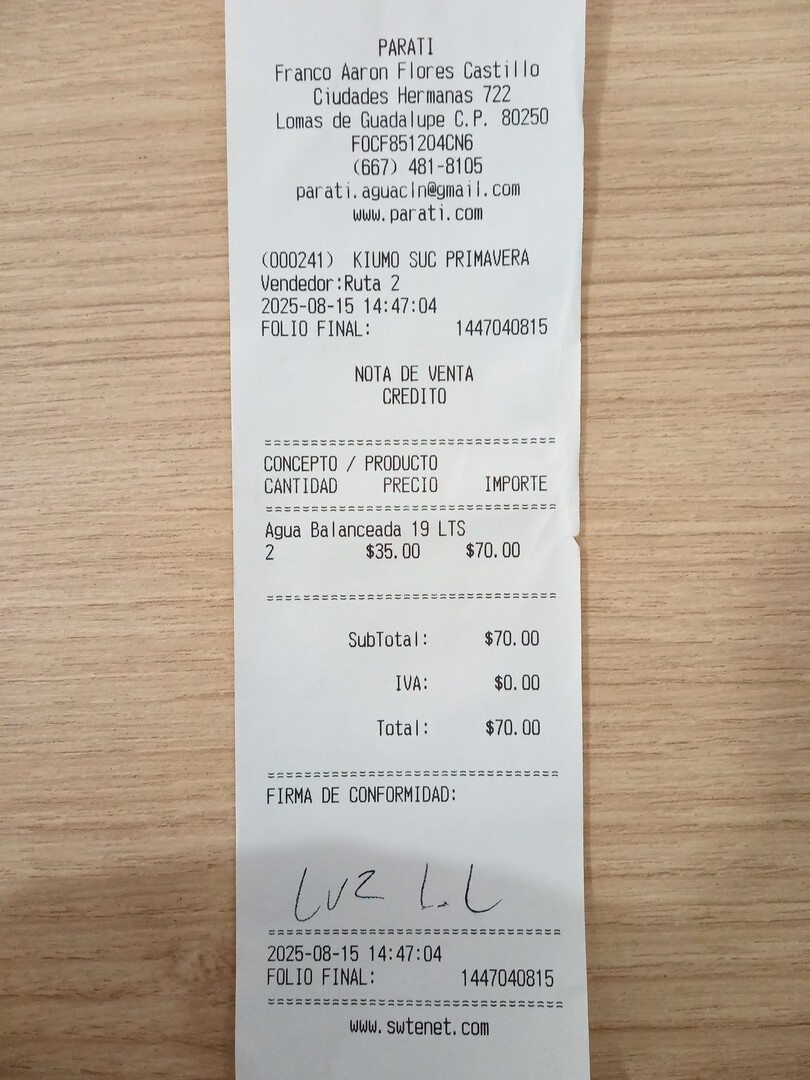 PARATI
Franco Aaron Flores Castillo
Ciudades Hermanas 722
Lomas de Guadalupe C.P. 80250
FOCF851204CN6
(667) 481-8105
parati.aguacln@gmail.com
www.parati.com
(000241) KIUMO SUC PRIMAVERA
Vendedor:Ruta 2
2025-08-15 14:47:04
FOLIO FINAL: 1447040815
NOTA DE VENTA
CREDITO
================================
CONCEPTO / PRODUCTO
CANTIDAD PRECIO IMPORTE
================================
Agua Balanceada 19 LTS
2 $35.00 $70.00
================================
SubTotal: $70.00
IVA: $0.00
Total: $70.00
================================
FIRMA DE CONFORMIDAD:
Luz L.L
================================
2025-08-15 14:47:04
FOLIO FINAL: 1447040815
================================
www.swtenet.com